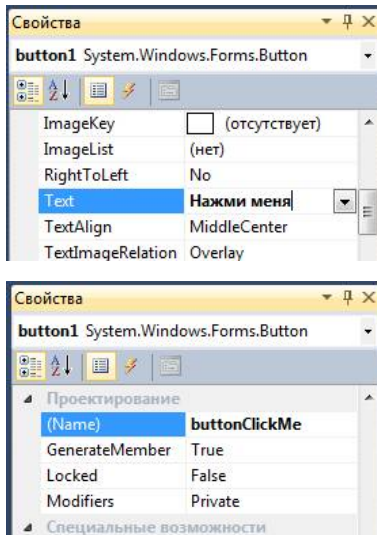 Свойства
button1 System.Windows.Forms.Button
ImageKey (отсутствует)
ImageList (нет)
RightToLeft No
Text Нажми меня
TextAlign MiddleCenter
TextImageRelation Overlay
Свойства
button1 System.Windows.Forms.Button
Проектирование
(Name) buttonClickMe
GenerateMember True
Locked False
Modifiers Private
Специальные возможности